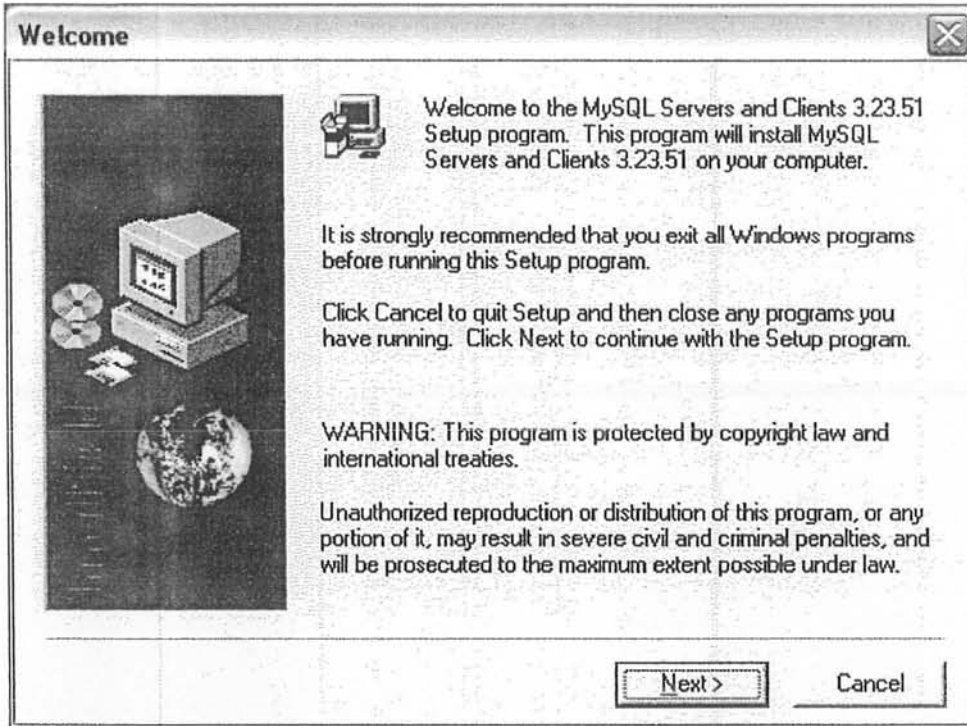 Welcome
Welcome to the MySQL Servers and Clients 3.23.51
Setup program. This program will install MySQL
Servers and Clients 3.23.51 on your computer.
It is strongly recommended that you exit all Windows programs
before running this Setup program.
Click Cancel to quit Setup and then close any programs you
have running. Click Next to continue with the Setup program.
WARNING: This program is protected by copyright law and
international treaties.
Unauthorized reproduction or distribution of this program, or any
portion of it, may result in severe civil and criminal penalties, and
will be prosecuted to the maximum extent possible under law.
Next >
Cancel